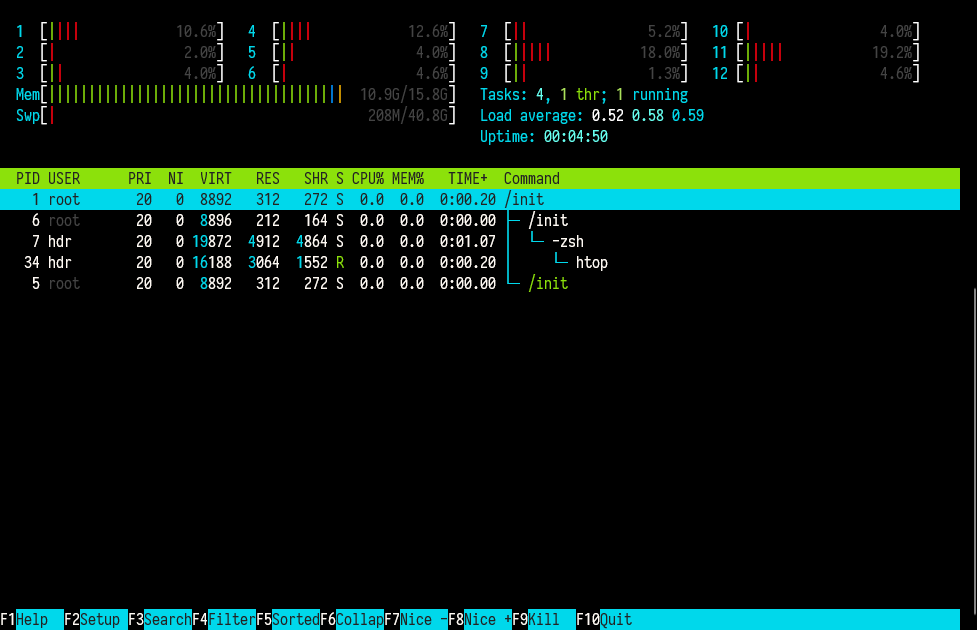 1 [|||| 10.6%] 4 [|||| 12.6%] 7 [|| 5.2%] 10 [| 4.0%]
2 [| 2.0%] 5 [|| 4.0%] 8 [||||| 18.0%] 11 [||||| 19.2%]
3 [|| 4.0%] 6 [| 4.6%] 9 [|| 1.3%] 12 [|| 4.6%]
Mem[||||||||||||||||||||||||||||||||||||| 10.9G/15.8G] Tasks: 4, 1 thr; 1 running
Swp[| 208M/40.8G] Load average: 0.52 0.58 0.59
Uptime: 00:04:50
PID USER PRI NI VIRT RES SHR S CPU% MEM% TIME+ Command
1 root 20 0 8892 312 272 S 0.0 0.0 0:00.20 /init
6 root 20 0 8896 212 164 S 0.0 0.0 0:00.00 ├─ /init
7 hdr 20 0 19872 4912 4864 S 0.0 0.0 0:01.07 │ └─ -zsh
34 hdr 20 0 16188 3064 1552 R 0.0 0.0 0:00.20 │ └─ htop
5 root 20 0 8892 312 272 S 0.0 0.0 0:00.00 └─ /init
F1Help F2Setup F3SearchF4FilterF5SortedF6CollapF7Nice -F8Nice +F9Kill F10Quit